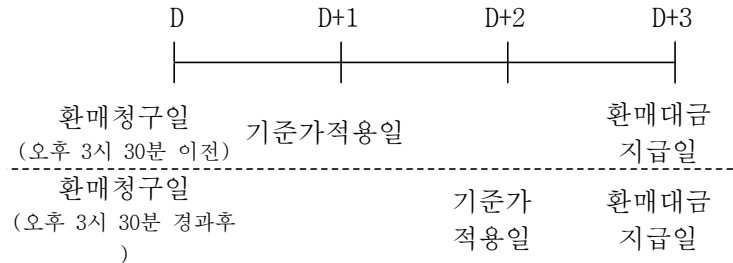 D D+1 D+2 D+3
환매청구일
(오후 3시 30분 이전)
기준가적용일
환매대금
지급일
환매청구일
(오후 3시 30분 경과후
)
기준가
적용일
환매대금
지급일